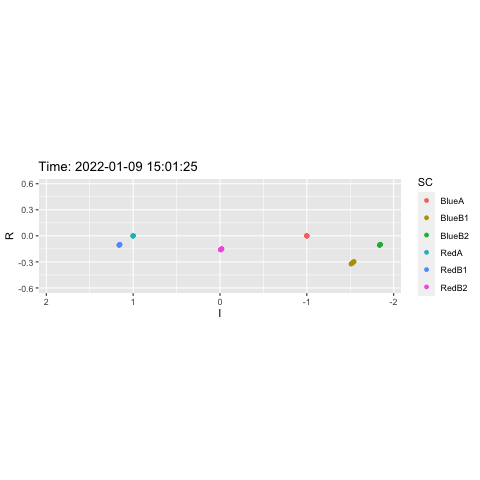 Time: 2022-01-09 15:01:25
SC
BlueA
BlueB1
BlueB2
RedA
RedB1
RedB2
R
0.6
0.3
0.0
-0.3
-0.6
2 1 0 -1 -2
I